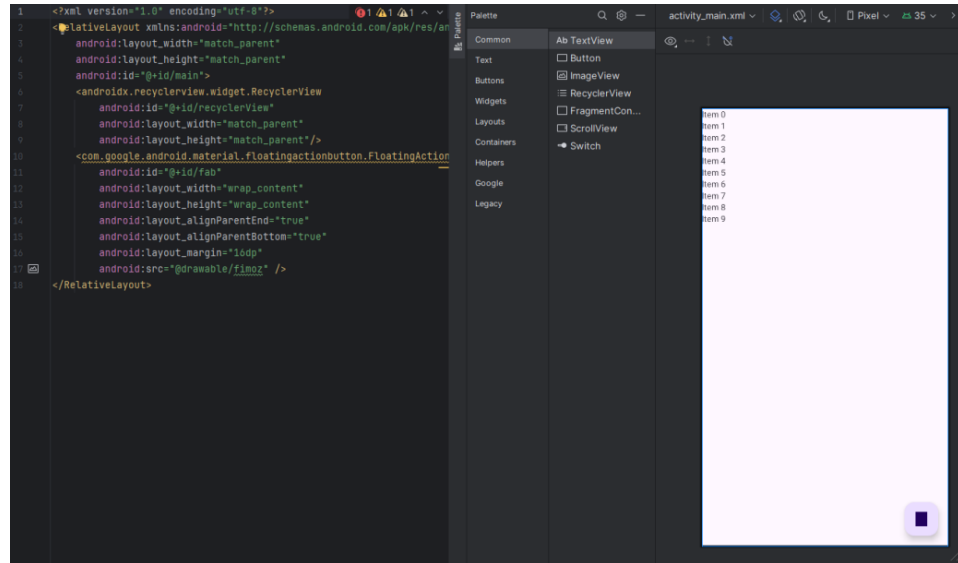 1 <?xml version="1.0" encoding="utf-8"?> 1 1 1
2 <RelativeLayout xmlns:android="http://schemas.android.com/apk/res/an
3 android:layout_width="match_parent"
4 android:layout_height="match_parent"
5 android:id="@+id/main">
6 <androidx.recyclerview.widget.RecyclerView
7 android:id="@+id/recyclerView"
8 android:layout_width="match_parent"
9 android:layout_height="match_parent"/>
10 <com.google.android.material.floatingactionbutton.FloatingAction
11 android:id="@+id/fab"
12 android:layout_width="wrap_content"
13 android:layout_height="wrap_content"
14 android:layout_alignParentEnd="true"
15 android:layout_alignParentBottom="true"
16 android:layout_margin="16dp"
17 android:src="@drawable/fimoz" />
18 </RelativeLayout>
Palette
Palette
Common
Text
Buttons
Widgets
Layouts
Containers
Helpers
Google
Legacy
Ab TextView
Button
ImageView
RecyclerView
FragmentCon...
ScrollView
Switch
activity_main.xml Pixel 35
Item 0
Item 1
Item 2
Item 3
Item 4
Item 5
Item 6
Item 7
Item 8
Item 9